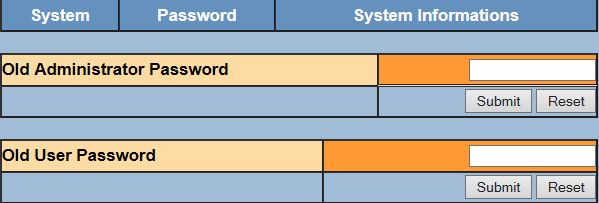 System Password System Informations
Old Administrator Password
Submit Reset
Old User Password
Submit Reset